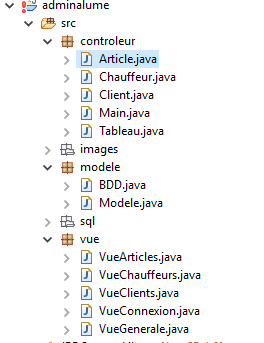 adminalume
src
controleur
Article.java
Chauffeur.java
Client.java
Main.java
Tableau.java
images
modele
BDD.java
Modele.java
sql
vue
VueArticles.java
VueChauffeurs.java
VueClients.java
VueConnexion.java
VueGenerale.java